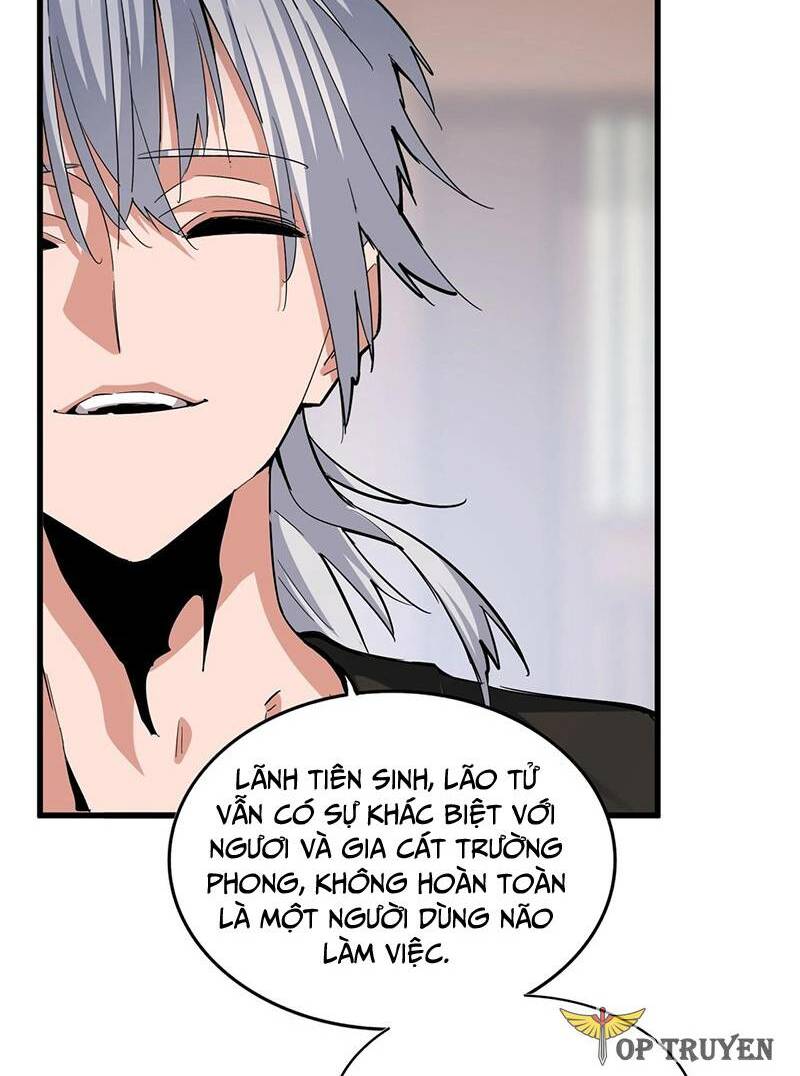 LÃNH TIÊN SINH, LÃO TỬ
VẪN CÓ SỰ KHÁC BIỆT VỚI
NGƯƠI VÀ GIA CÁT TRƯỜNG
PHONG, KHÔNG HOÀN TOÀN
LÀ MỘT NGƯỜI DÙNG NÃO
LÀM VIỆC.
TOP TRUYEN